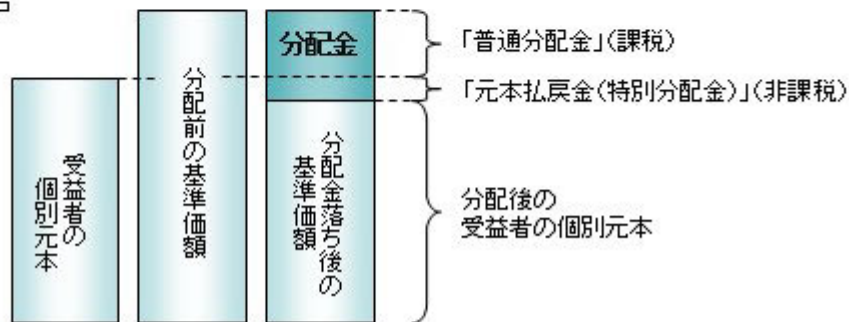 分配金
「普通分配金」(課税)
「元本払戻金(特別分配金)」(非課税)
受益者の
個別元本
分配前の基準価額
分配金落ち後の
基準価額
分配後の
受益者の個別元本